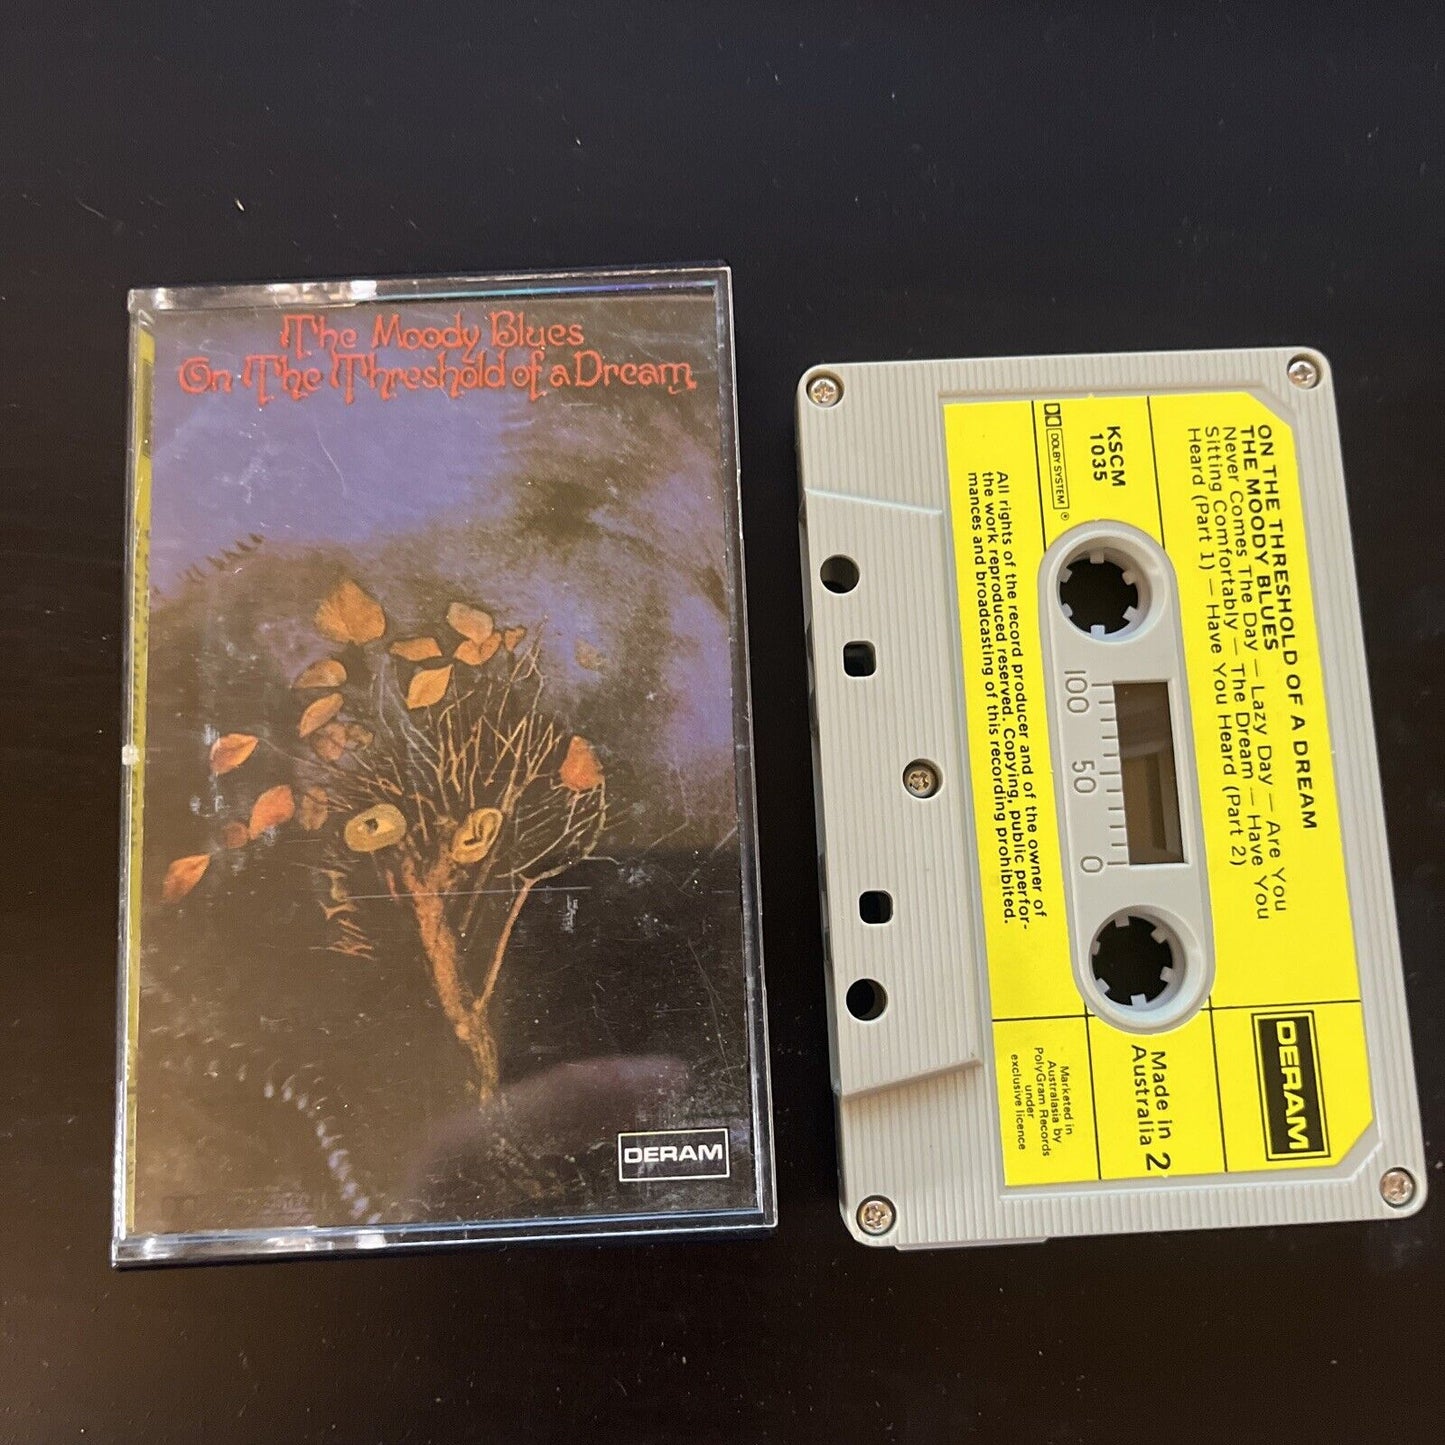 The Moody Blues
On The Threshold of a Dream
DERAM
ON THE THRESHOLD OF A DREAM
THE MOODY BLUES
Never Comes The Day — Lazy Day — Are You
Sitting Comfortably — The Dream — Have You
Heard (Part 1) — Have You Heard (Part 2)
KSCM
1035
DOLBY SYSTEM ®
100 50 0
All rights of the record producer and of the owner of
the work reproduced reserved. Copying, public perfor-
mances and broadcasting of this recording prohibited.
DERAM
Made in
Australia 2
Marketed in
Australasia by
PolyGram Records
under
exclusive licence